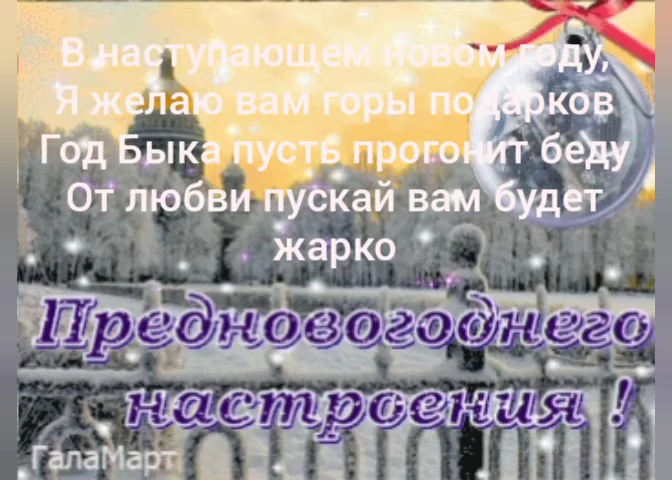 В наступающем новом году,
Я желаю вам горы подарков
Год Быка пусть прогонит беду
От любви пускай вам будет
жарко
Предновогоднего
настроения !
ГалаМарт